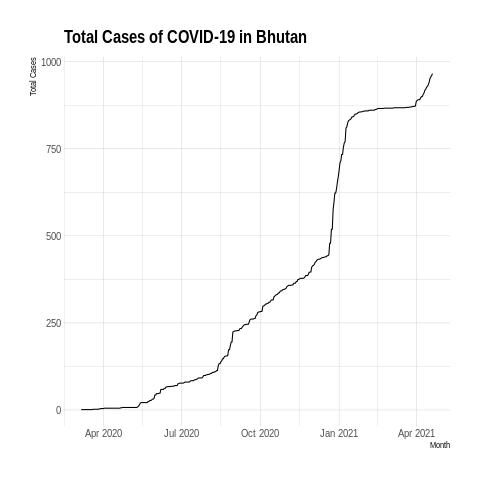 Total Cases of COVID-19 in Bhutan
Total Cases
1000
750
500
250
0
Apr 2020 Jul 2020 Oct 2020 Jan 2021 Apr 2021
Month